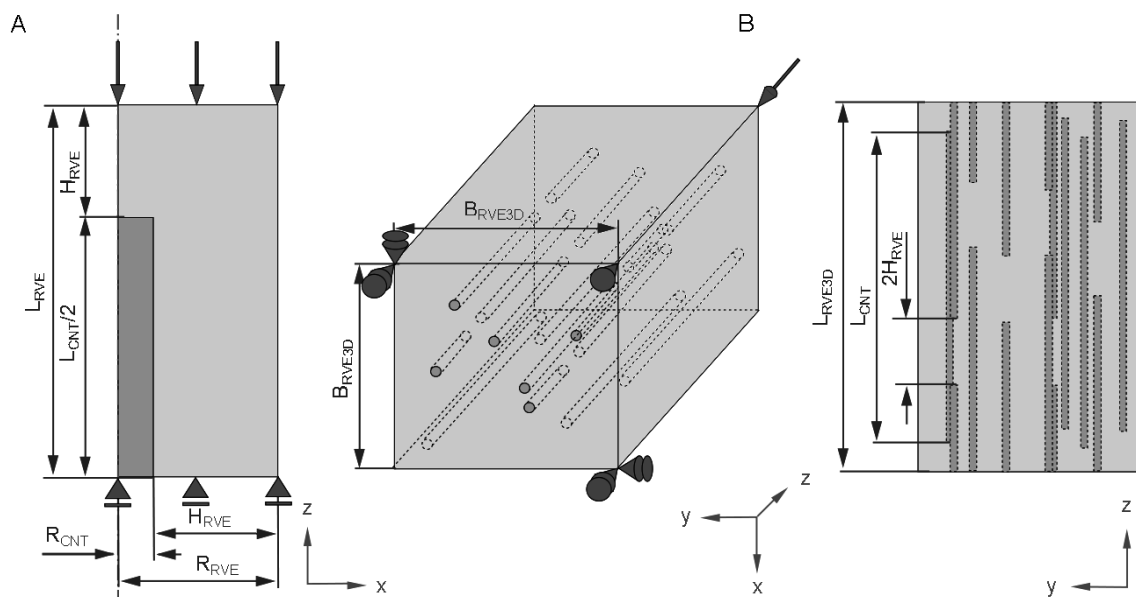 A
B
H_RVE
L_RVE
L_CNT/2
H_RVE
R_CNT
R_RVE
z
x
B_RVE3D
B_RVE3D
z
y
x
L_RVE3D
L_CNT
2H_RVE
z
y